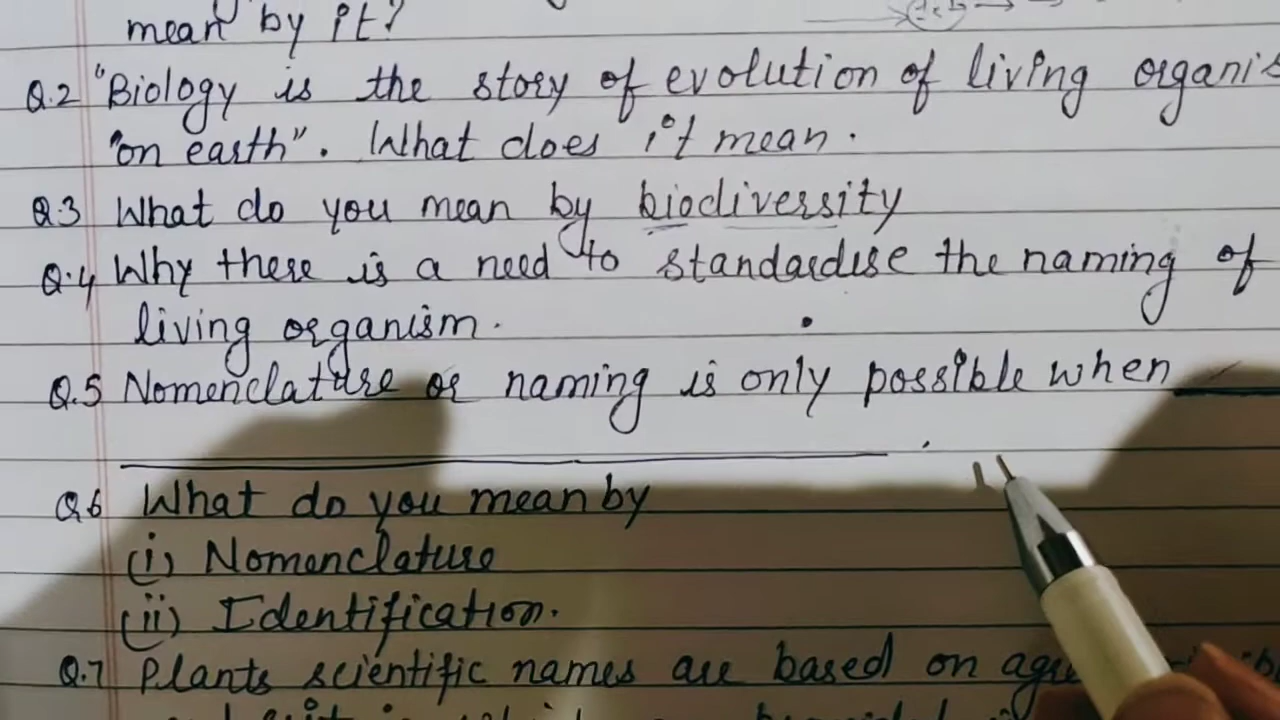 mean by it?
Q.2 "Biology is the story of evolution of living organis
"on earth". What does it mean.
Q.3 What do you mean by biodiversity
Q.4 Why there is a need to standardise the naming of
living organism.
Q.5 Nomenclature or naming is only possible when
Q.6 What do you mean by
(i) Nomenclature
(ii) Identification.
Q.7 Plants scientific names are based on